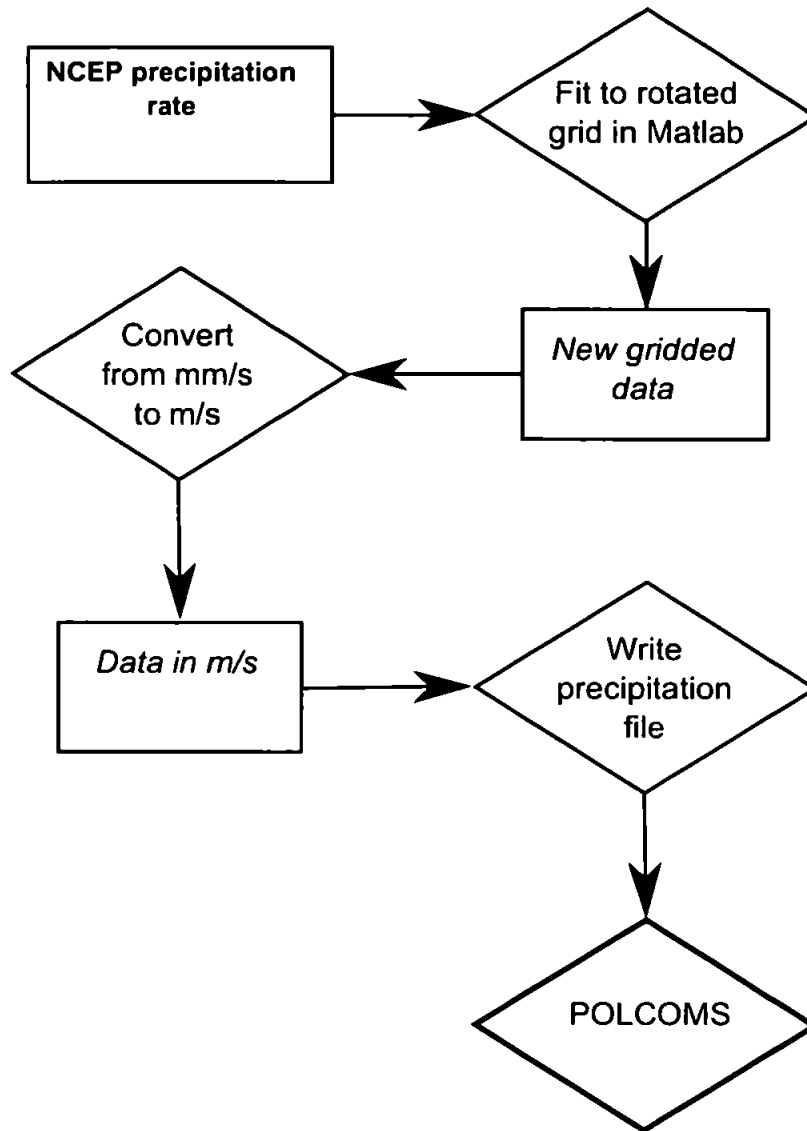 NCEP precipitation
rate
Fit to rotated
grid in Matlab
New gridded
data
Convert
from mm/s
to m/s
Data in m/s
Write
precipitation
file
POLCOMS